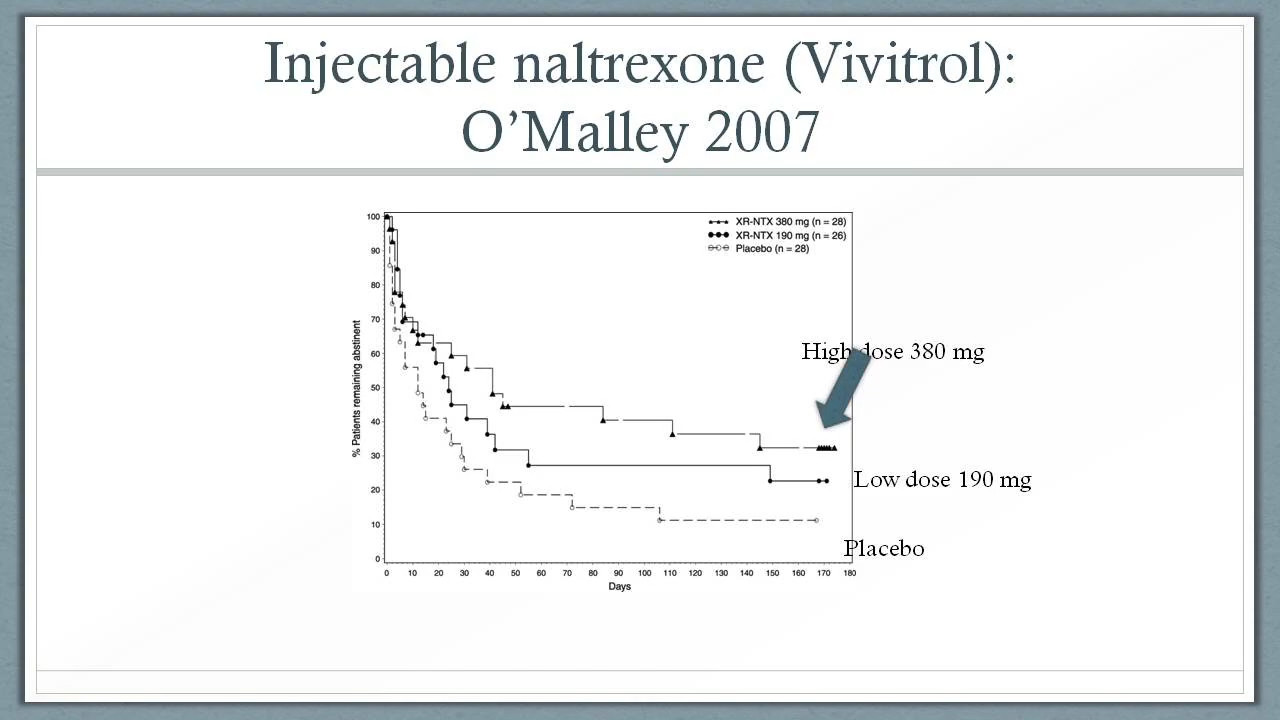 Injectable naltrexone (Vivitrol):
O’Malley 2007
XR-NTX 380 mg (n = 28)
XR-NTX 190 mg (n = 26)
Placebo (n = 28)
100
90
80
70
60
50
40
30
20
10
0
% Patients remaining abstinent
High dose 380 mg
Low dose 190 mg
Placebo
0 10 20 30 40 50 60 70 80 90 100 110 120 130 140 150 160 170 180
Days